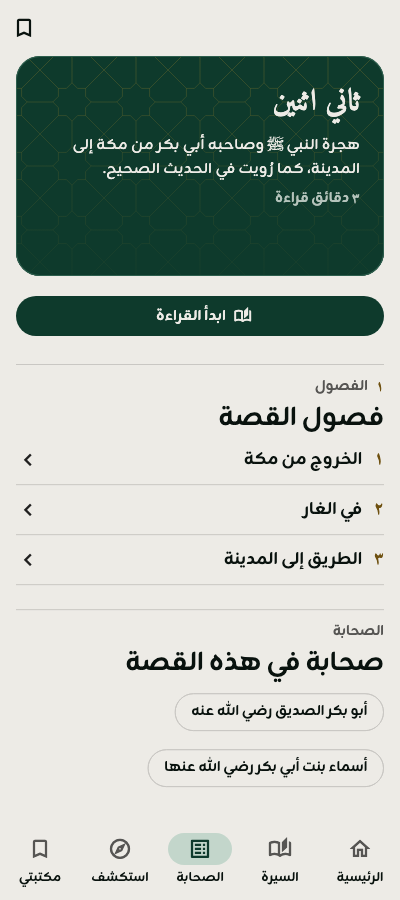 ثاني اثنين
هجرة النبي ﷺ وصاحبه أبي بكر من مكة إلى
المدينة، كما رُويت في الحديث الصحيح.
٣ دقائق قراءة
ابدأ القراءة
١ الفصول
فصول القصة
١ الخروج من مكة
٢ في الغار
٣ الطريق إلى المدينة
الصحابة
صحابة في هذه القصة
أبو بكر الصديق رضي الله عنه
أسماء بنت أبي بكر رضي الله عنها
الرئيسية السيرة الصحابة استكشف مكتبتي